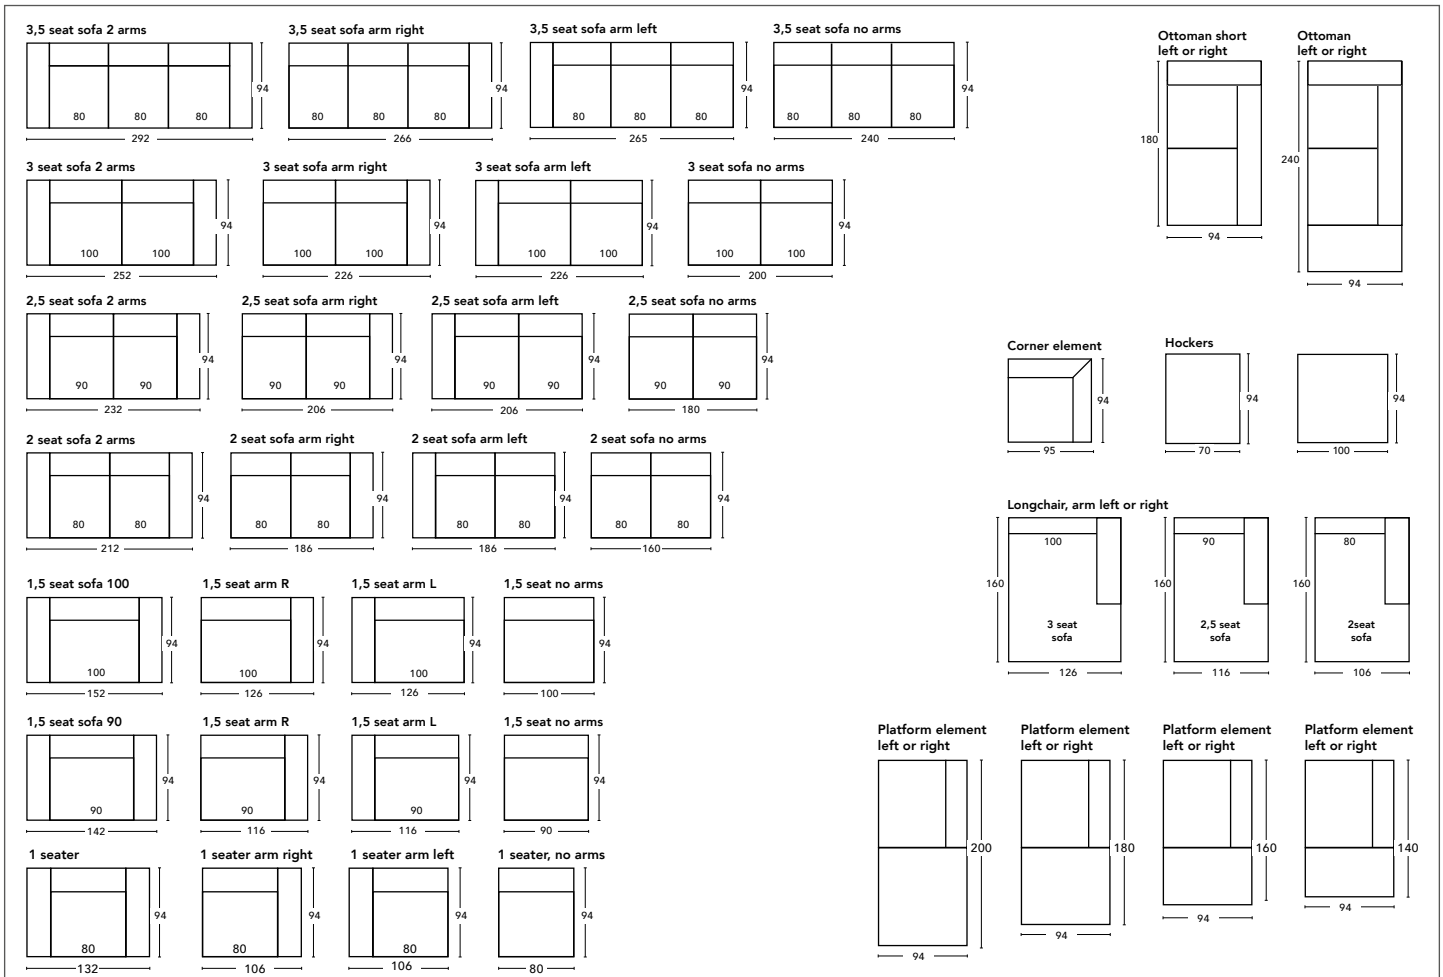 3,5 seat sofa 2 arms
80 80 80
94
292
3,5 seat sofa arm right
80 80 80
94
266
3,5 seat sofa arm left
80 80 80
94
265
3,5 seat sofa no arms
80 80 80
94
240
3 seat sofa 2 arms
100 100
94
252
3 seat sofa arm right
100 100
94
226
3 seat sofa arm left
100 100
94
226
3 seat sofa no arms
100 100
94
200
2,5 seat sofa 2 arms
90 90
94
232
2,5 seat sofa arm right
90 90
94
206
2,5 seat sofa arm left
90 90
94
206
2,5 seat sofa no arms
90 90
94
180
2 seat sofa 2 arms
80 80
94
212
2 seat sofa arm right
80 80
94
186
2 seat sofa arm left
80 80
94
186
2 seat sofa no arms
80 80
94
160
1,5 seat sofa 100
100
94
152
1,5 seat arm R
100
94
126
1,5 seat arm L
100
94
126
1,5 seat no arms
94
100
1,5 seat sofa 90
90
94
142
1,5 seat arm R
90
94
116
1,5 seat arm L
90
94
116
1,5 seat no arms
94
90
1 seater
80
94
132
1 seater arm right
80
94
106
1 seater arm left
80
94
106
1 seater, no arms
94
80
Ottoman short
left or right
180
94
Ottoman
left or right
240
94
Corner element
94
95
Hockers
94
70
94
100
Longchair, arm left or right
100
160
3 seat
sofa
126
90
160
2,5 seat
sofa
116
80
160
2seat
sofa
106
Platform element
left or right
200
94
Platform element
left or right
180
94
Platform element
left or right
160
94
Platform element
left or right
140
94